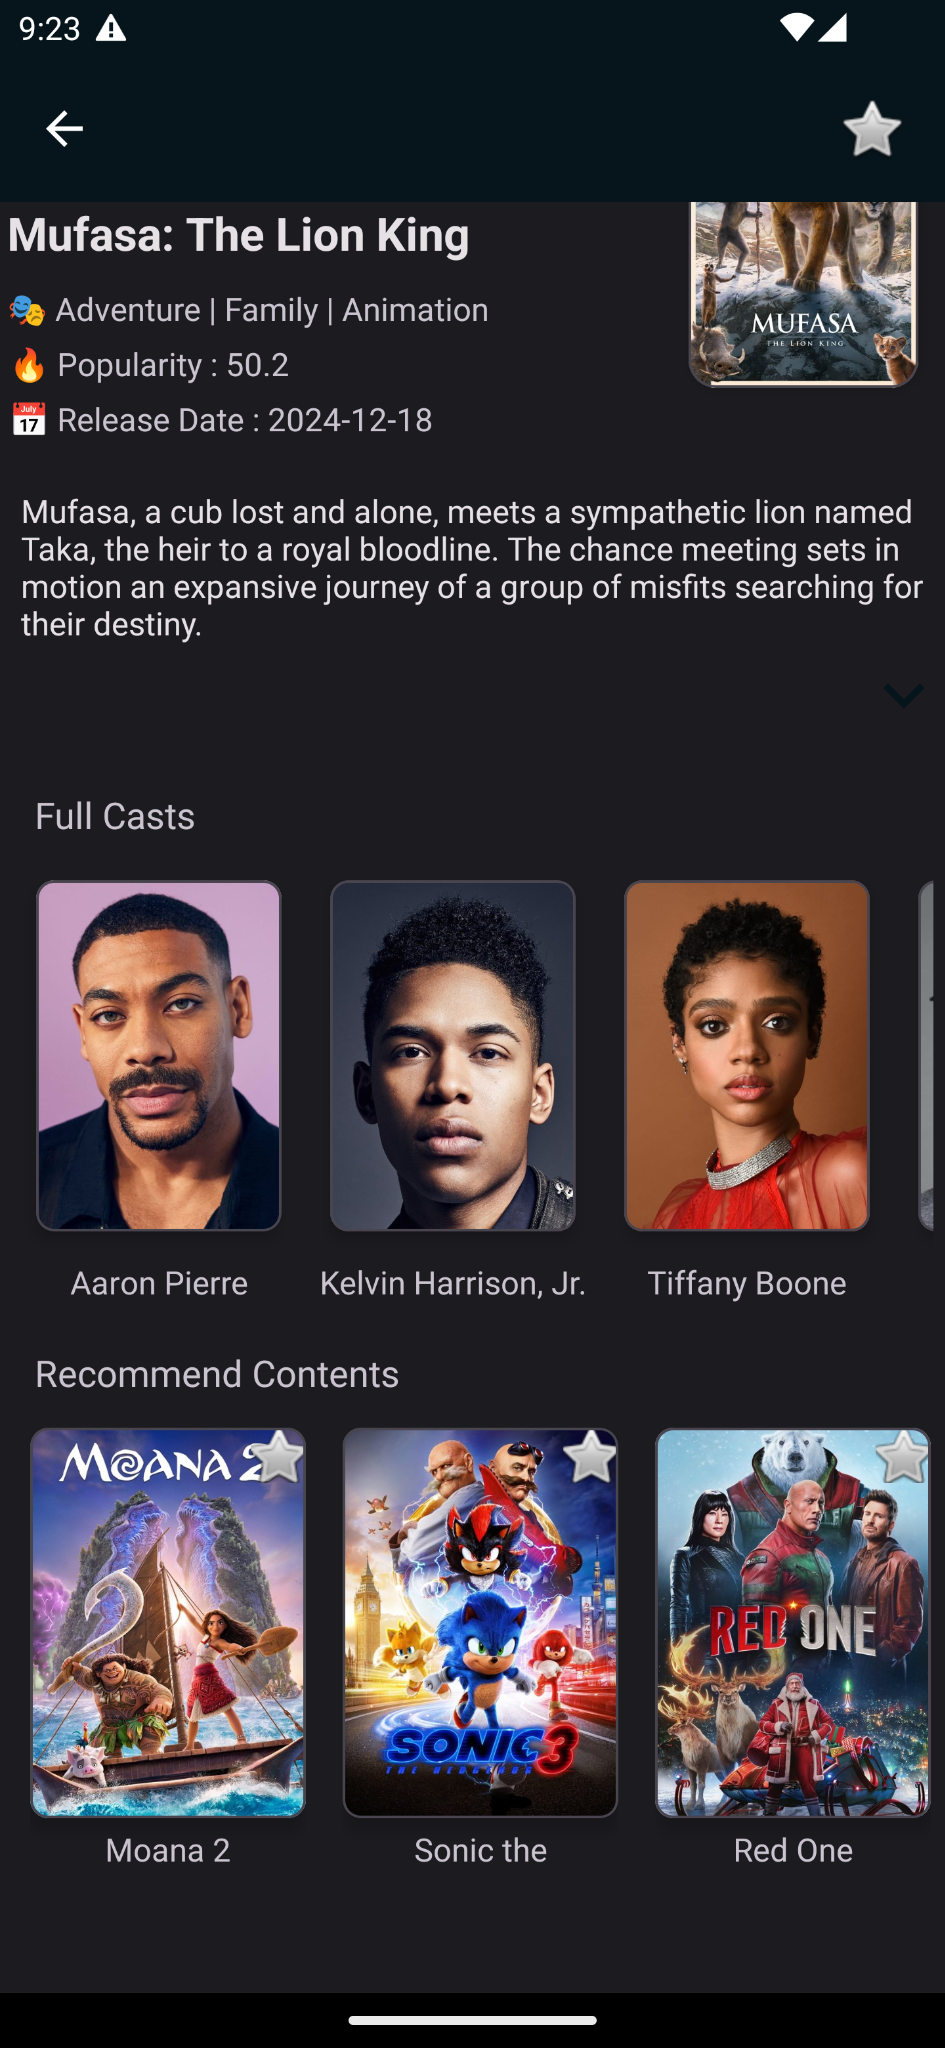 9:23
Mufasa: The Lion King
Adventure | Family | Animation
Popularity : 50.2
July
17
Release Date : 2024-12-18
MUFASA
THE LION KING
Mufasa, a cub lost and alone, meets a sympathetic lion named
Taka, the heir to a royal bloodline. The chance meeting sets in
motion an expansive journey of a group of misfits searching for
their destiny.
Full Casts
Aaron Pierre
Kelvin Harrison, Jr.
Tiffany Boone
Recommend Contents
MOANA 2
SONIC 3
THE HEDGEHOG
RED ONE
Moana 2
Sonic the
Red One